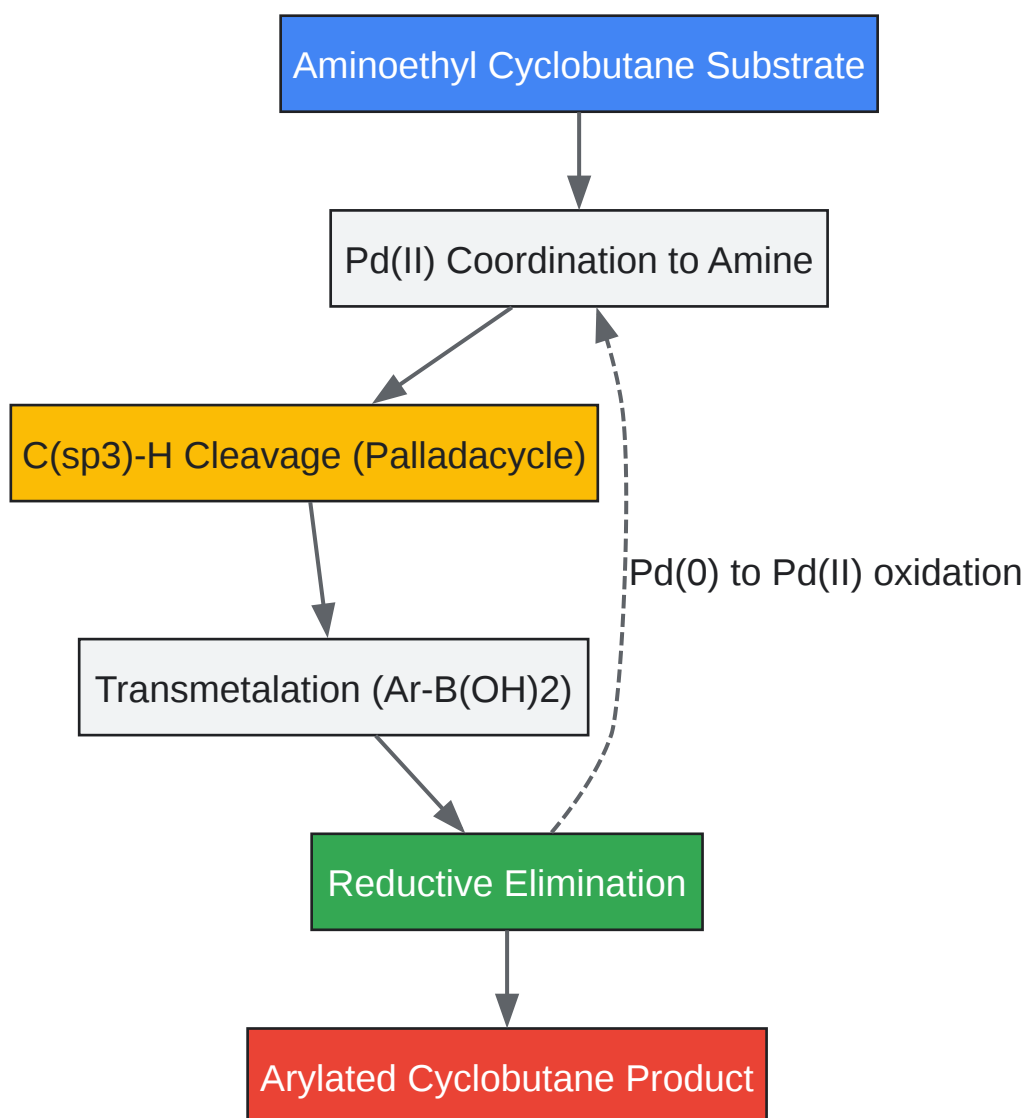 Aminoethyl Cyclobutane Substrate
Pd(II) Coordination to Amine
C(sp3)-H Cleavage (Palladacycle)
Pd(0) to Pd(II) oxidation
Transmetalation (Ar-B(OH)2)
Reductive Elimination
Arylated Cyclobutane Product